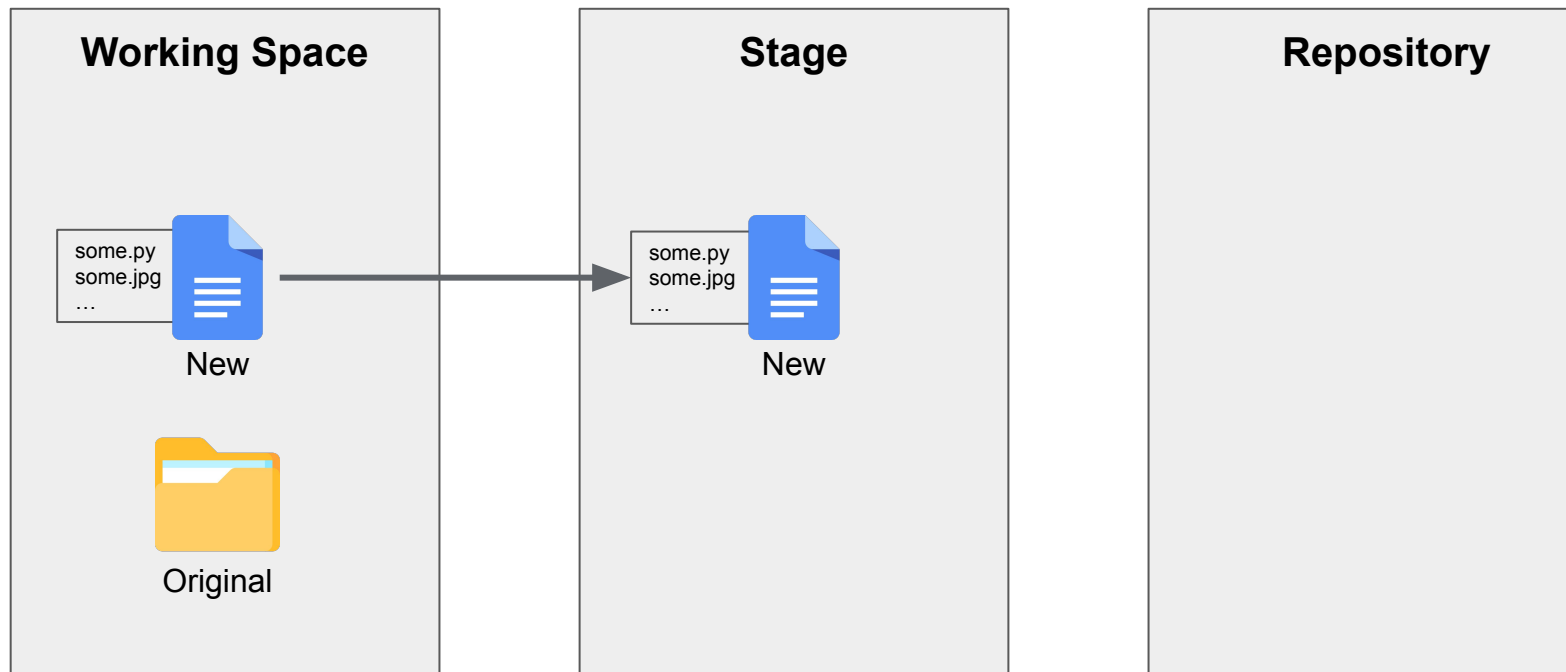 Working Space
some.py
some.jpg
…
New
Original
Stage
some.py
some.jpg
…
New
Repository